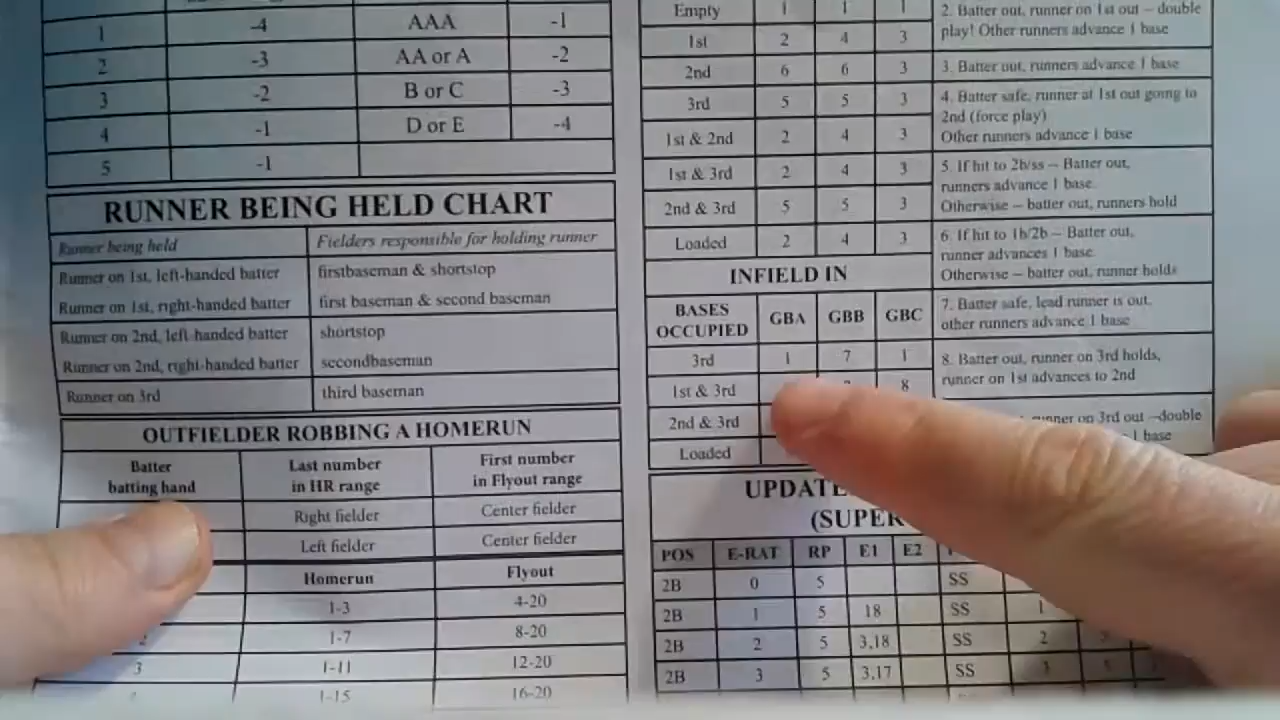 1 -4 AAA -1
2 -3 AA or A -2
3 -2 B or C -3
4 -1 D or E -4
5 -1
RUNNER BEING HELD CHART
Runner being held Fielders responsible for holding runner
Runner on 1st, left-handed batter firstbaseman & shortstop
Runner on 1st, right-handed batter first baseman & second baseman
Runner on 2nd, left-handed batter shortstop
Runner on 2nd, right-handed batter secondbaseman
Runner on 3rd third baseman
OUTFIELDER ROBBING A HOMERUN
Batter batting hand Last number in HR range First number in Flyout range
Right fielder Center fielder
Left fielder Center fielder
Homerun Flyout
1-3 4-20
2 1-7 8-20
3 1-11 12-20
1-15 16-20
Empty 1 1 1
1st 2 4 3
2nd 6 6 3
3rd 5 5 3
1st & 2nd 2 4 3
1st & 3rd 2 4 3
2nd & 3rd 5 5 3
Loaded 2 4 3
INFIELD IN
BASES OCCUPIED GBA GBB GBC
3rd 1 7 1
1st & 3rd 8
2nd & 3rd
Loaded
2. Batter out, runner on 1st out – double
play! Other runners advance 1 base
3. Batter out, runners advance 1 base
4. Batter safe, runner at 1st out going to
2nd (force play)
Other runners advance 1 base
5. If hit to 2b/ss – Batter out,
runners advance 1 base.
Otherwise – batter out, runners hold
6. If hit to 1b/2b – Batter out,
runner advances 1 base.
Otherwise – batter out, runner holds
7. Batter safe, lead runner is out,
other runners advance 1 base
8. Batter out, runner on 3rd holds,
runner on 1st advances to 2nd
runner on 3rd out –double
1 base
UPDATE
(SUPER
POS E-RAT RP E1 E2
2B 0 5 SS
2B 1 5 18 SS 1
2B 2 5 3,18 SS 2
2B 3 5 3,17 SS 3